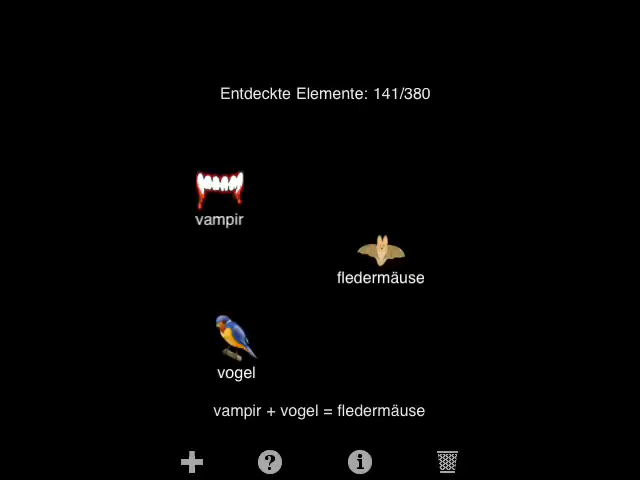 Entdeckte Elemente: 141/380
vampir
fledermäuse
vogel
vampir + vogel = fledermäuse